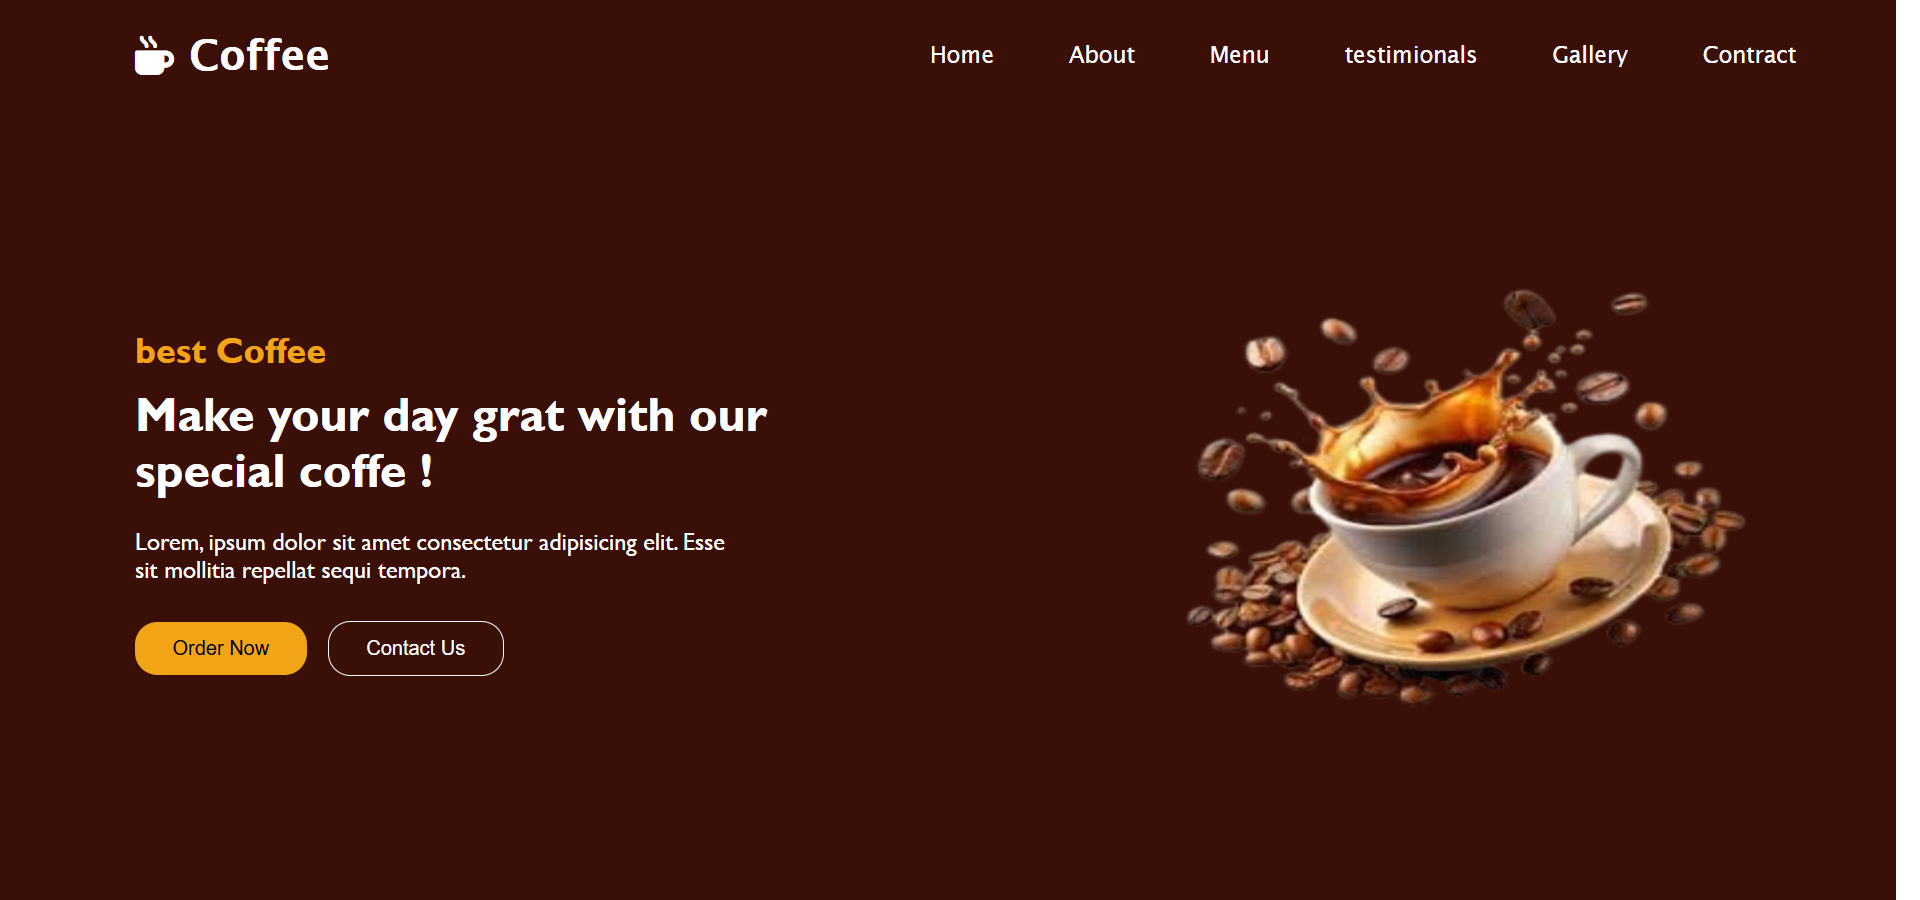 Coffee
Home About Menu testimionals Gallery Contract
best Coffee
Make your day grat with our
special coffe !
Lorem, ipsum dolor sit amet consectetur adipisicing elit. Esse
sit mollitia repellat sequi tempora.
Order Now Contact Us